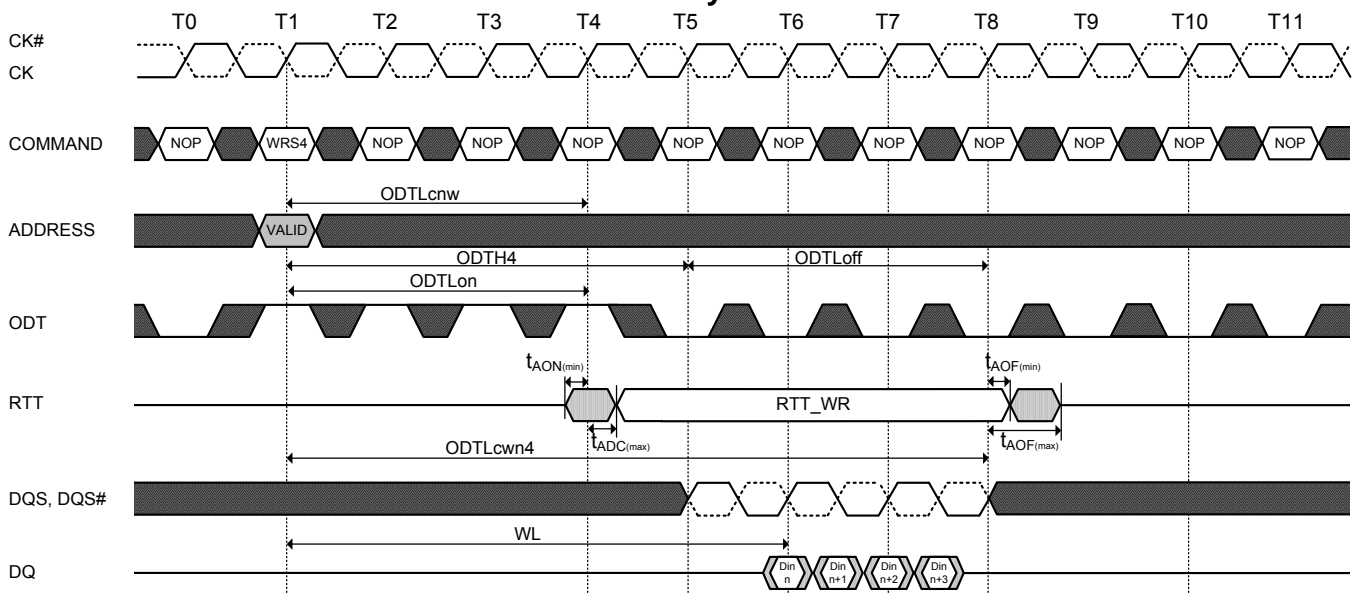 T0 T1 T2 T3 T4 T5 T6 T7 T8 T9 T10 T11
CK#
CK
COMMAND NOP WRS4 NOP NOP NOP NOP NOP NOP NOP NOP NOP NOP
ODTLcnw
ADDRESS VALID
ODTH4 ODTLoff
ODTLon
ODT
tAON(min) tAOF(min)
RTT RTT_WR
tADC(max) tAOF(max)
ODTLcwn4
DQS, DQS#
WL
DQ Din n Din n+1 Din n+2 Din n+3